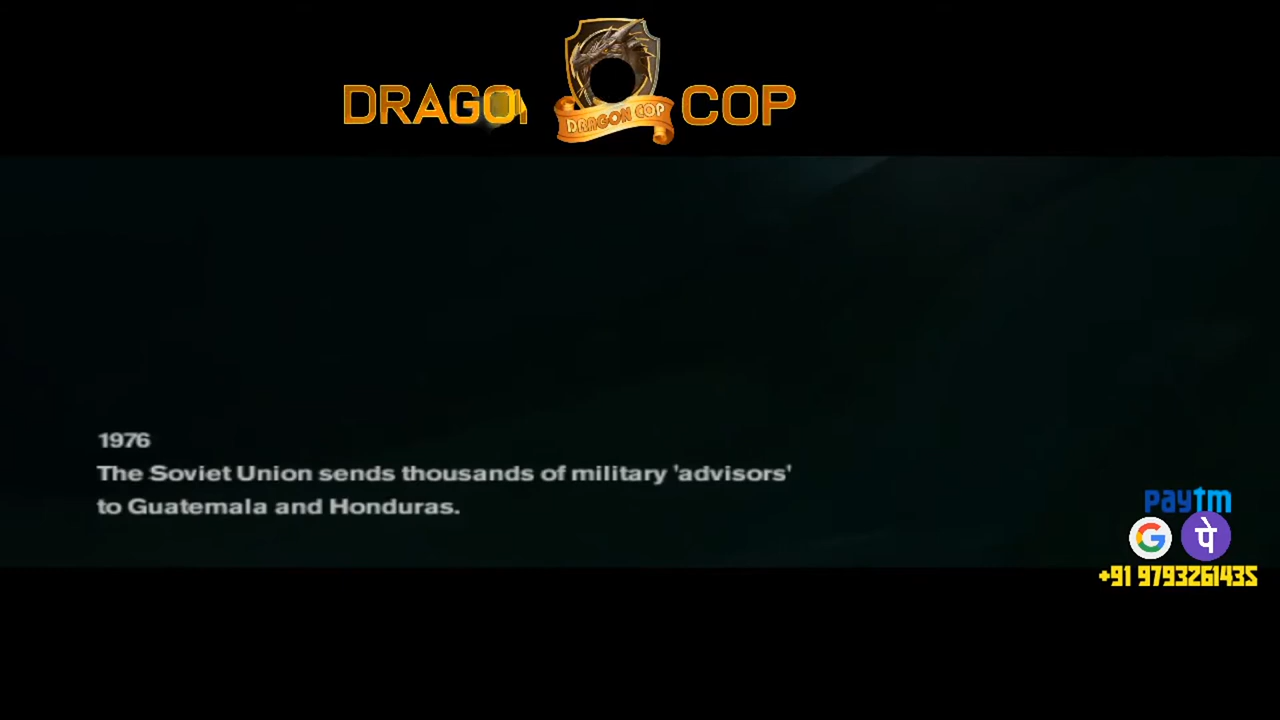 DRAGON COP
DRAGON COP
1976
The Soviet Union sends thousands of military 'advisors'
to Guatemala and Honduras.
paytm
G पे
+91 9793261435